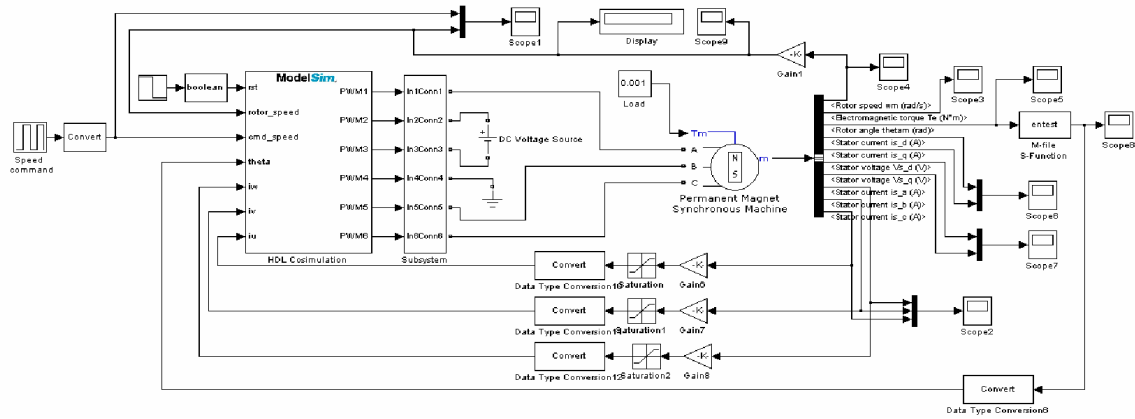 Scope1
Display
Scope9
Gain1
Scope4
0.001
Load
Scope3
Scope5
ModelSim
boolean
rst
rotor_speed
cmd_speed
theta
iw
iv
iu
PWM1
PWM2
PWM3
PWM4
PWM5
PWM6
HDL Cosimulation
In1Conn1
In2Conn2
In3Conn3
In4Conn4
In5Conn5
In6Conn6
Subsystem
Speed
command
Convert
DC Voltage Source
Tm
A
B
C
N
S
m
Permanent Magnet
Synchronous Machine
<Rotor speed wm (rad/s)>
<Electromagnetic torque Te (N*m)>
<Rotor angle thetam (rad)>
<Stator current is_d (A)>
<Stator current is_q (A)>
<Stator voltage Vs_d (V)>
<Stator voltage Vs_q (V)>
<Stator current is_a (A)>
<Stator current is_b (A)>
<Stator current is_c (A)>
entest
M-file
S-Function
Scope8
Scope6
Scope7
Convert
Data Type Conversion10
Saturation
-K-
Gain6
Convert
Data Type Conversion11
Saturation1
-K-
Gain7
Convert
Data Type Conversion12
Saturation2
-K-
Gain8
-K-
Scope2
Convert
Data Type Conversion6